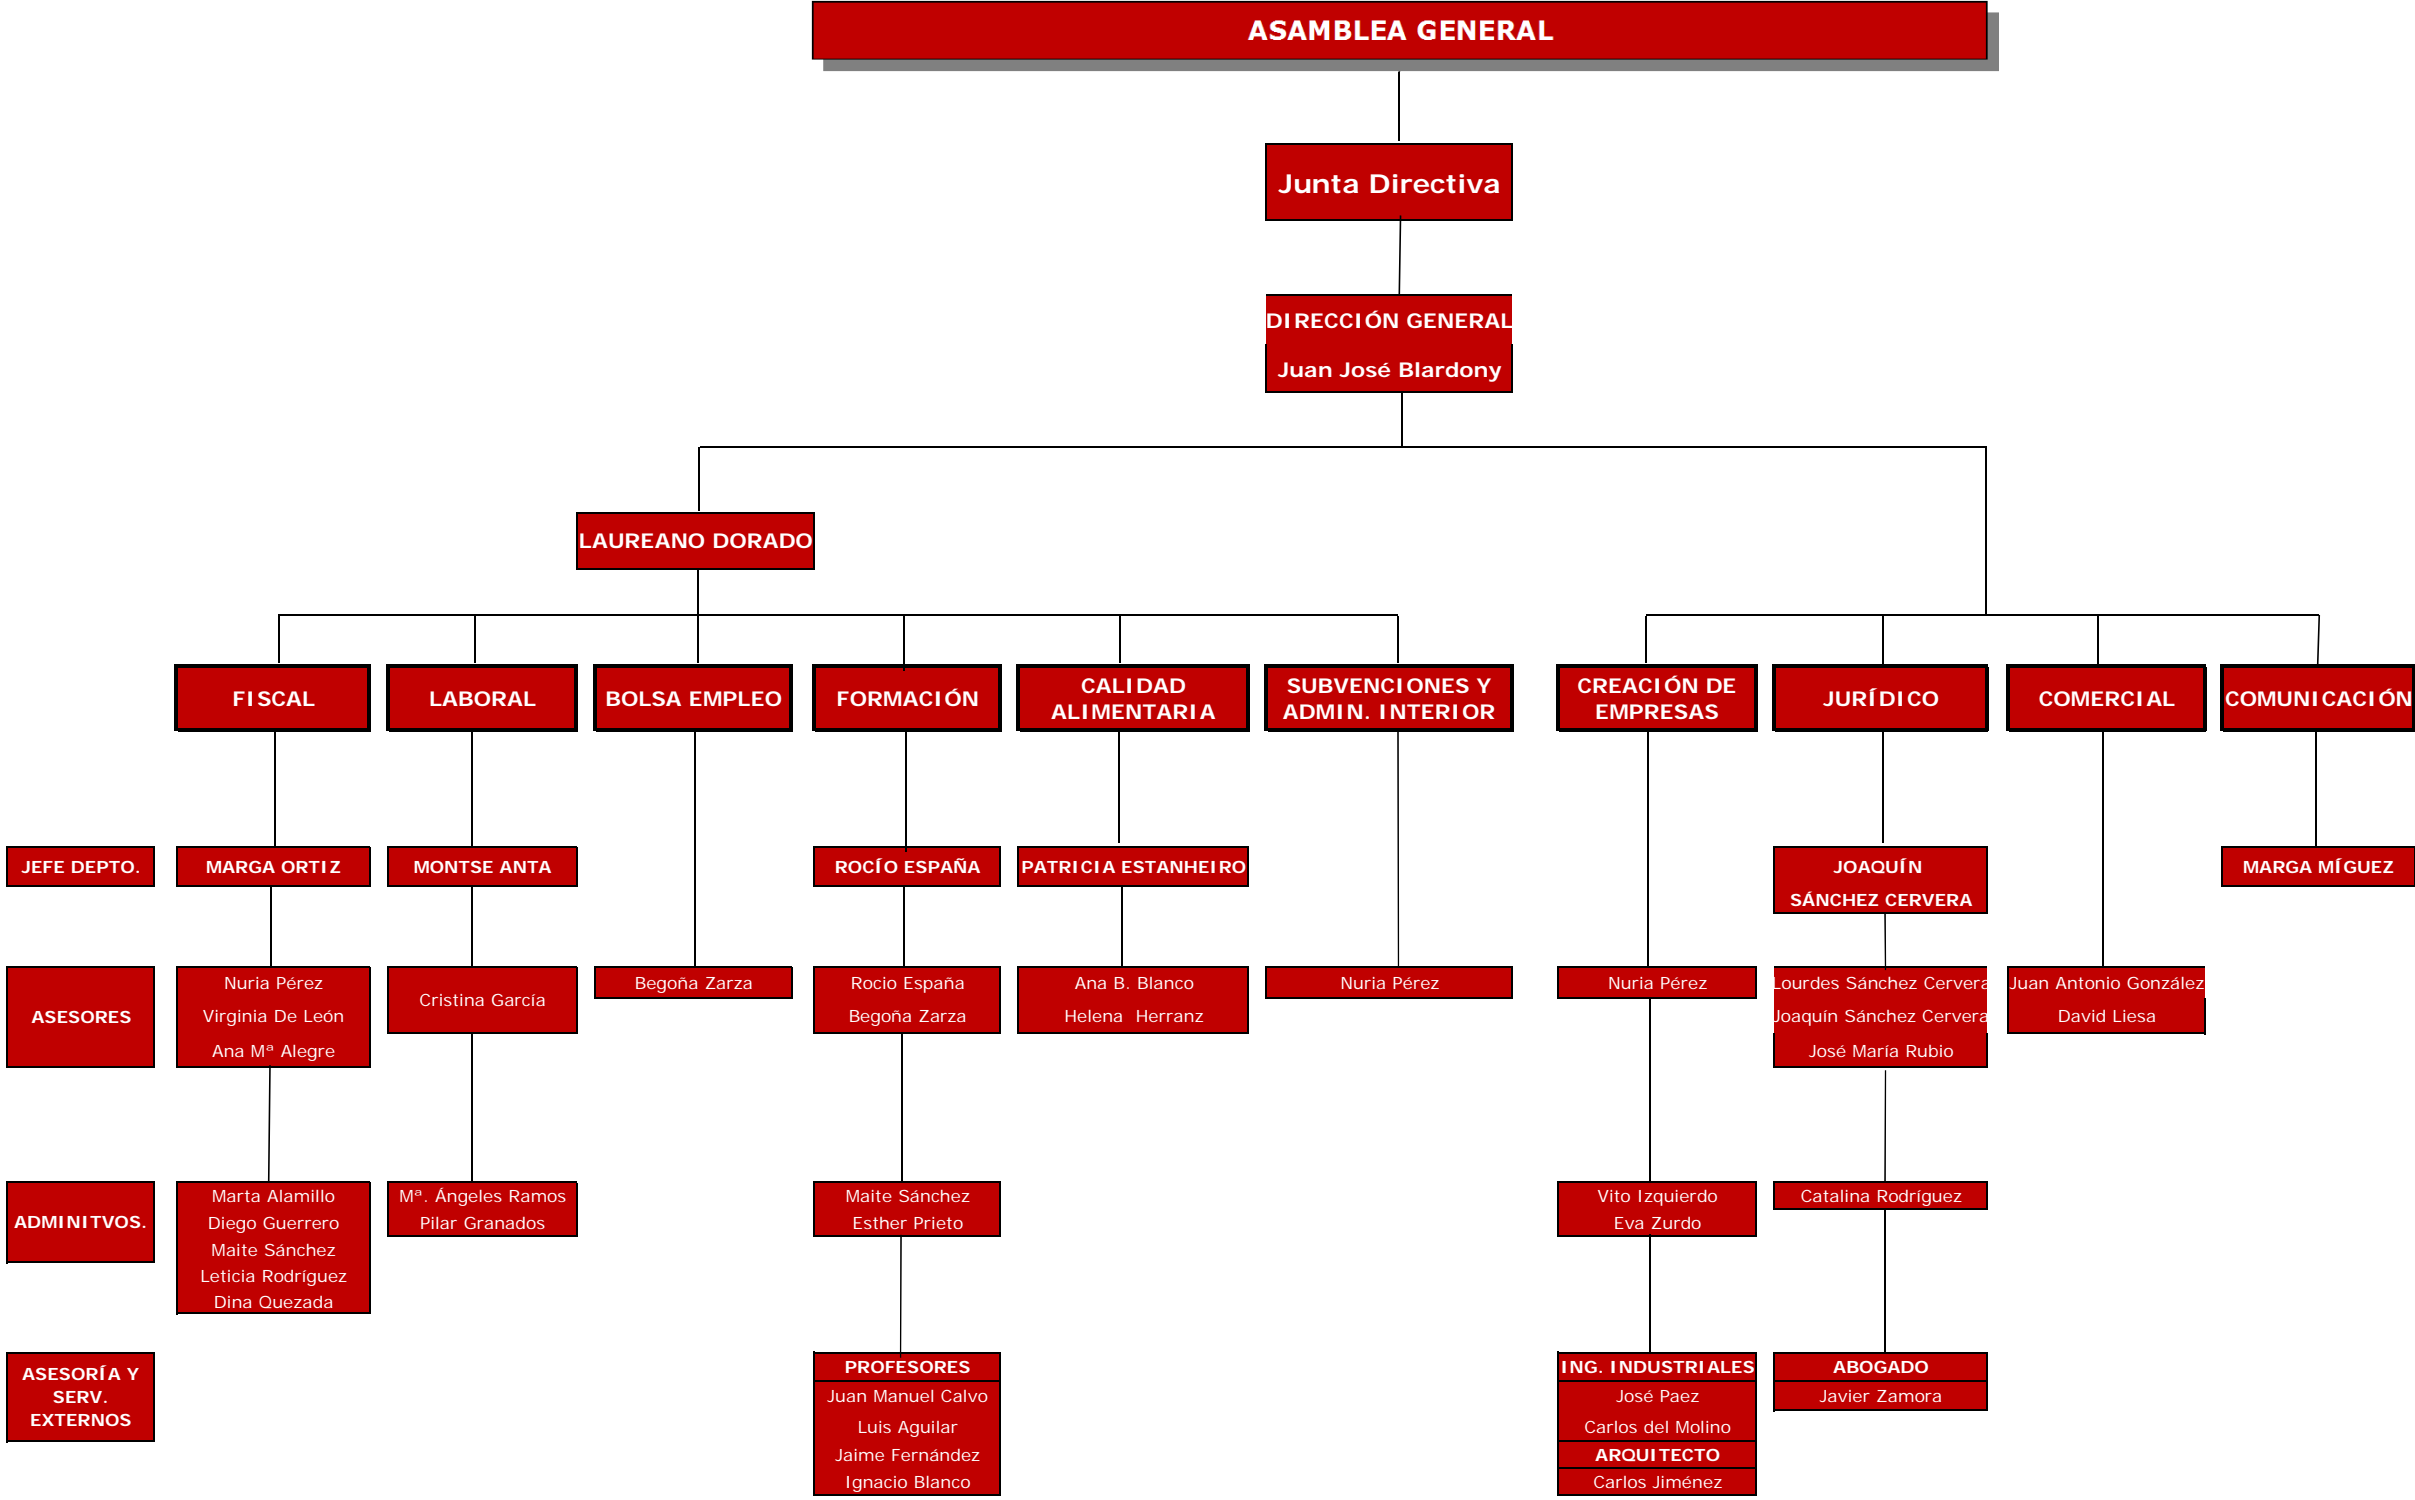 ASAMBLEA GENERAL
Junta Directiva
DIRECCIÓN GENERAL
Juan José Blardony
LAUREANO DORADO
FISCAL
LABORAL
BOLSA EMPLEO
FORMACIÓN
CALIDAD
ALIMENTARIA
SUBVENCIONES Y
ADMIN. INTERIOR
CREACIÓN DE
EMPRESAS
JURÍDICO
COMERCIAL
COMUNICACIÓN
JEFE DEPTO.
MARGA ORTIZ
MONTSE ANTA
ROCÍO ESPAÑA
PATRICIA ESTANHEIRO
JOAQUÍN
SÁNCHEZ CERVERA
MARGA MÍGUEZ
ASESORES
Nuria Pérez
Virginia De León
Ana Mª Alegre
Cristina García
Begoña Zarza
Rocio España
Begoña Zarza
Ana B. Blanco
Helena Herranz
Nuria Pérez
Nuria Pérez
Lourdes Sánchez Cervera
Joaquín Sánchez Cervera
José María Rubio
Juan Antonio González
David Liesa
ADMINITVOS.
Marta Alamillo
Diego Guerrero
Maite Sánchez
Leticia Rodríguez
Dina Quezada
Mª. Ángeles Ramos
Pilar Granados
Maite Sánchez
Esther Prieto
Vito Izquierdo
Eva Zurdo
Catalina Rodríguez
ASESORÍA Y
SERV.
EXTERNOS
PROFESORES
Juan Manuel Calvo
Luis Aguilar
Jaime Fernández
Ignacio Blanco
ING. INDUSTRIALES
José Paez
Carlos del Molino
ARQUITECTO
Carlos Jiménez
ABOGADO
Javier Zamora